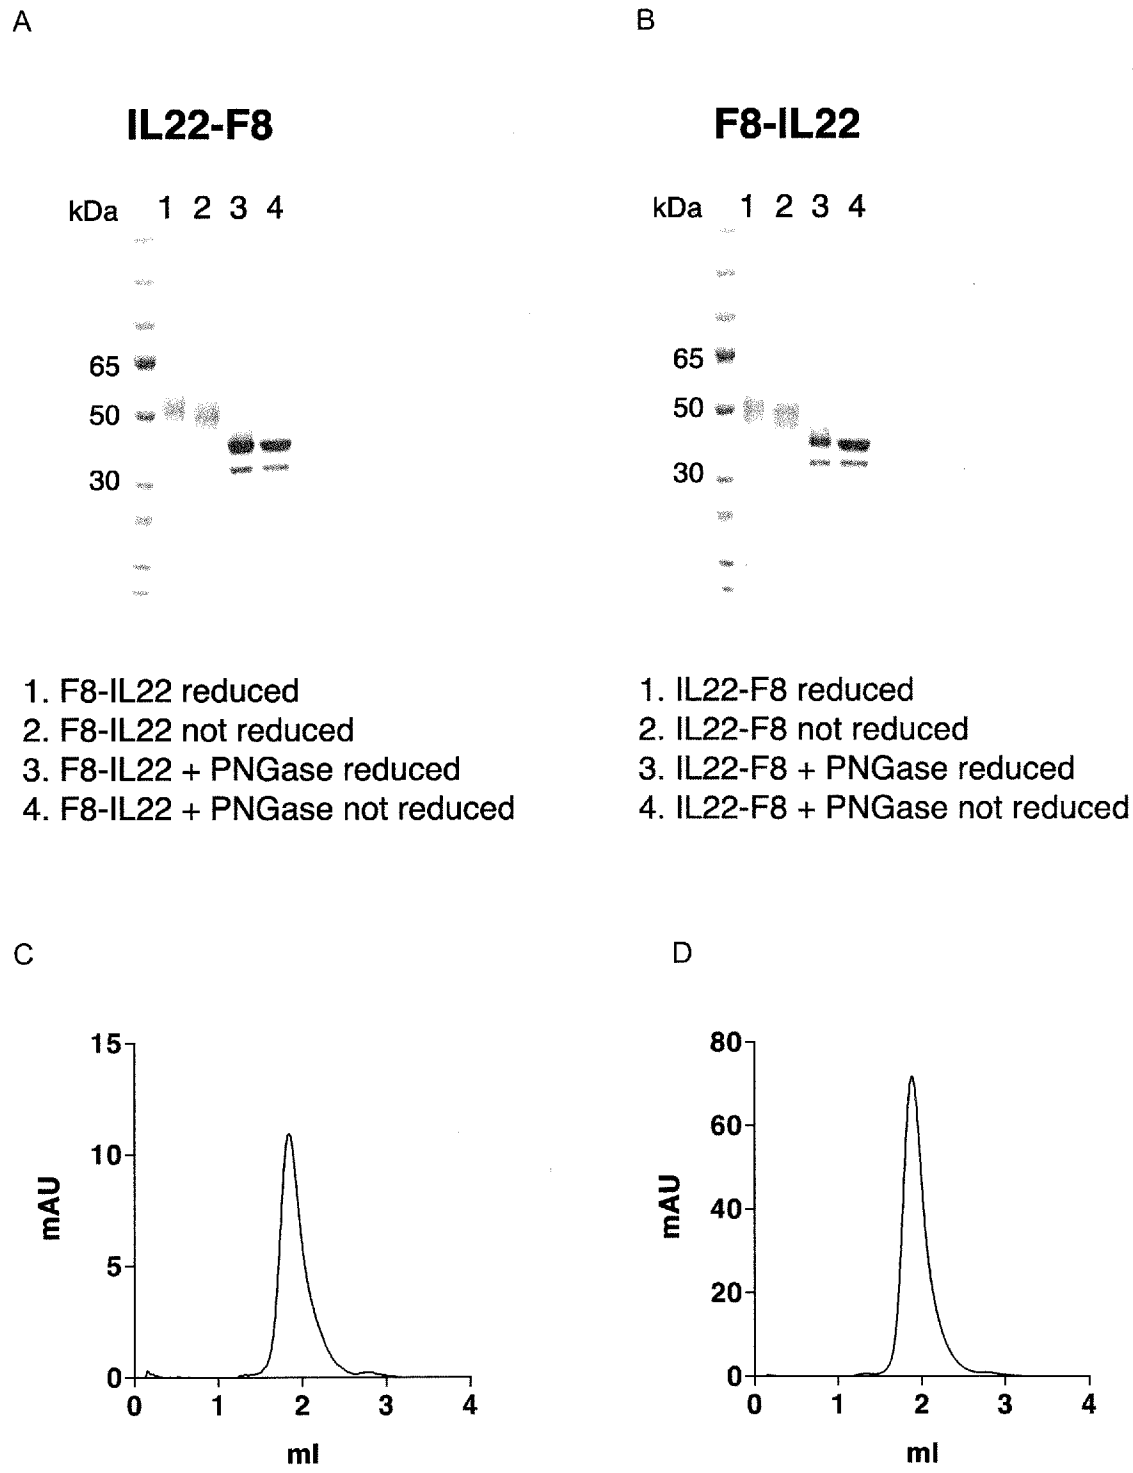 A
B
IL22-F8
F8-IL22
kDa 1 2 3 4
kDa 1 2 3 4
65
50
30
65
50
30
1. F8-IL22 reduced
2. F8-IL22 not reduced
3. F8-IL22 + PNGase reduced
4. F8-IL22 + PNGase not reduced
1. IL22-F8 reduced
2. IL22-F8 not reduced
3. IL22-F8 + PNGase reduced
4. IL22-F8 + PNGase not reduced
C
D
15
10
5
0
mAU
0 1 2 3 4
ml
80
60
40
20
0
mAU
0 1 2 3 4
ml